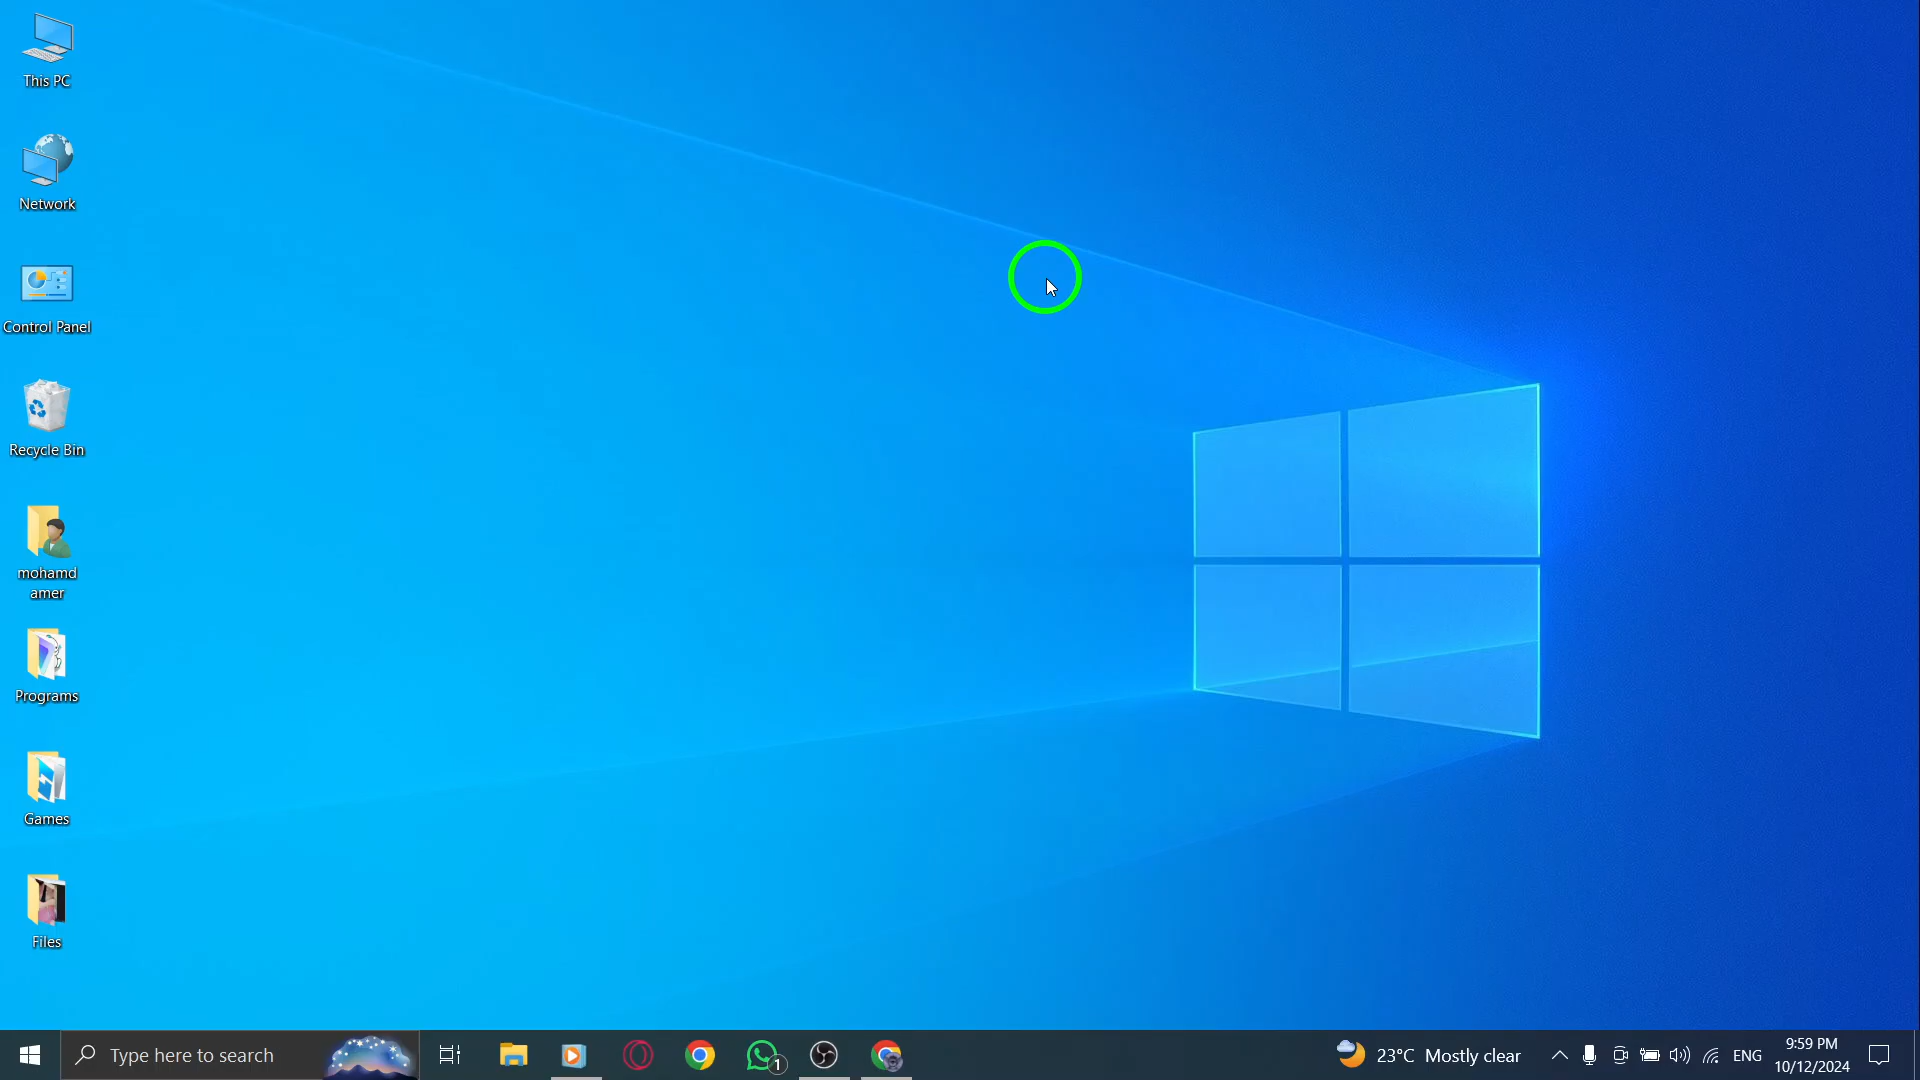 This PC
Network
Control Panel
Recycle Bin
mohamd
amer
Programs
Games
Files
Type here to search
1
23°C Mostly clear
ENG
9:59 PM
10/12/2024